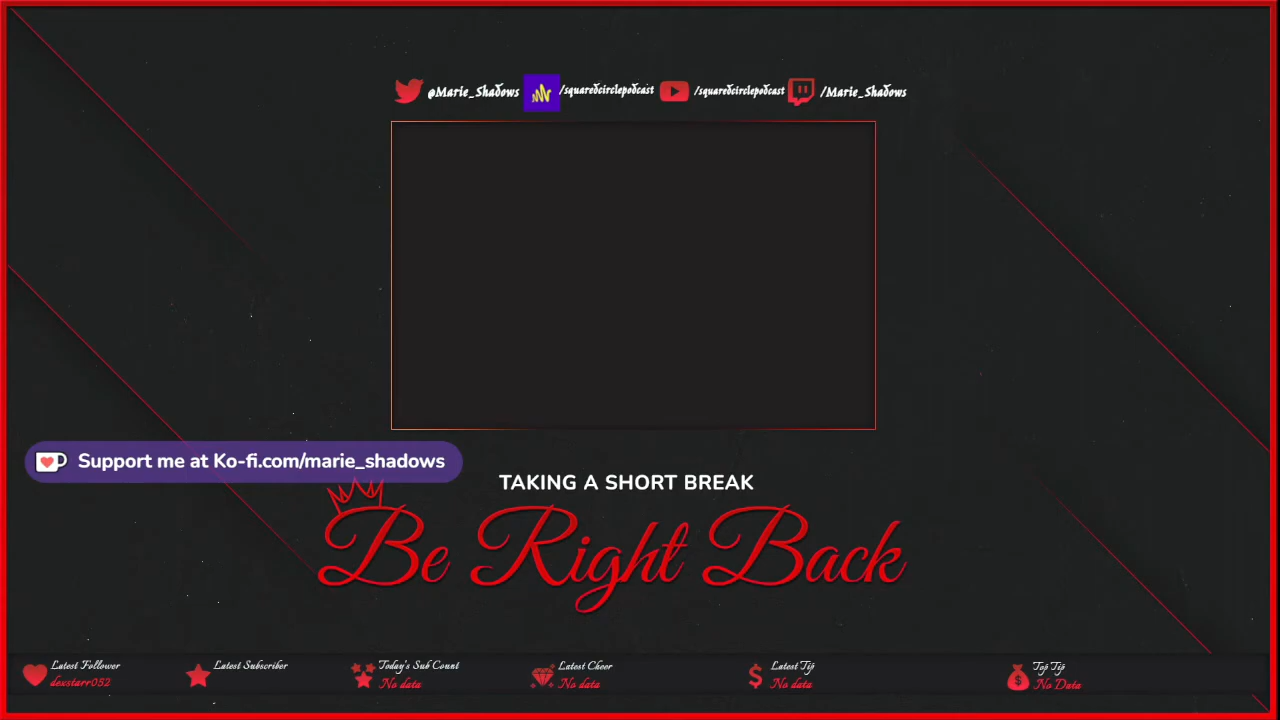 @Marie_Shadows /squaredcirclepodcast /squaredcirclepodcast /Marie_Shadows
Support me at Ko-fi.com/marie_shadows
TAKING A SHORT BREAK
Be Right Back
Latest Follower
dexstarr052
Latest Subscriber
Today's Sub Count
No data
Latest Cheer
No data
Latest Tip
No data
Top Tip
No Data